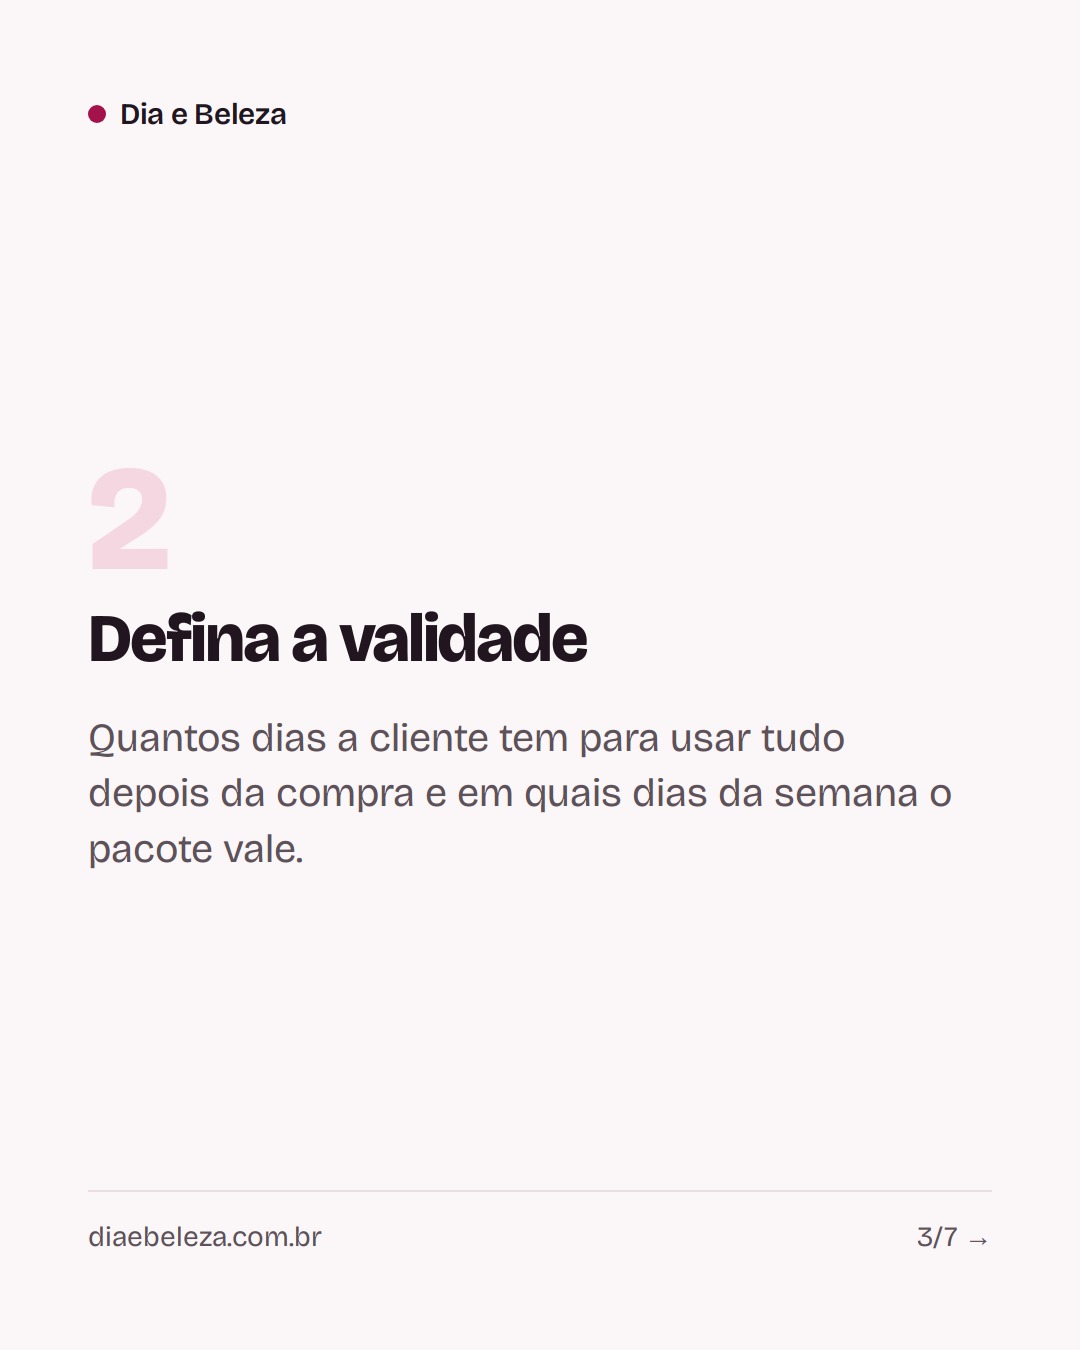 Dia e Beleza
2
Defina a validade
Quantos dias a cliente tem para usar tudo
depois da compra e em quais dias da semana o
pacote vale.
diaebeleza.com.br
3/7 →